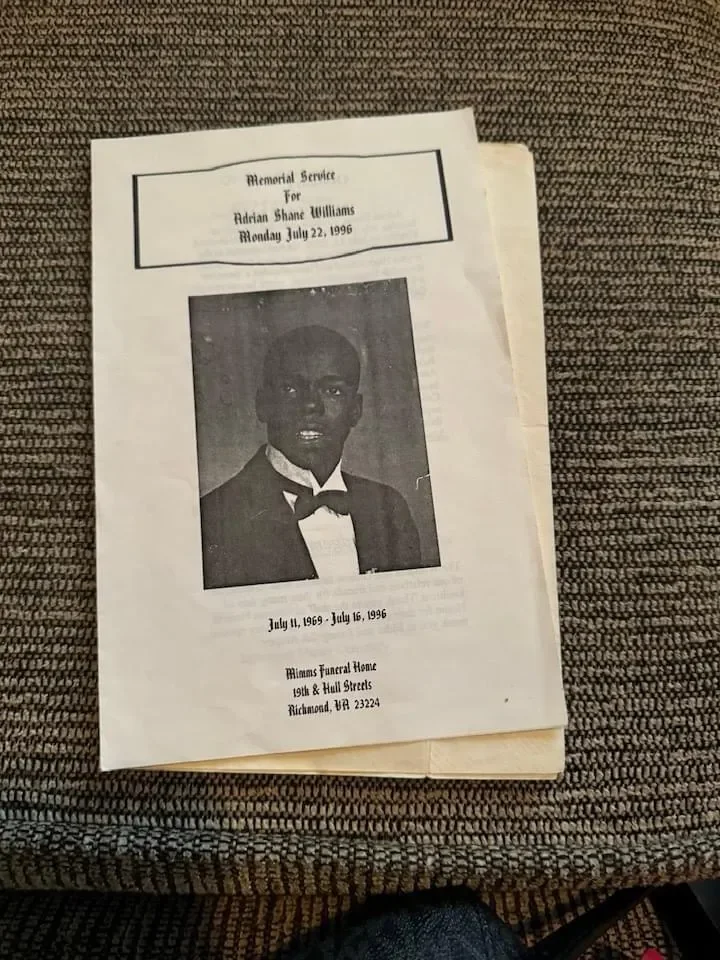 Memorial Service
For
Adrian Shane Williams
Monday July 22, 1996
July 11, 1969 - July 16, 1996
Mimms Funeral Home
19th & Hull Streets
Richmond, VA 23224